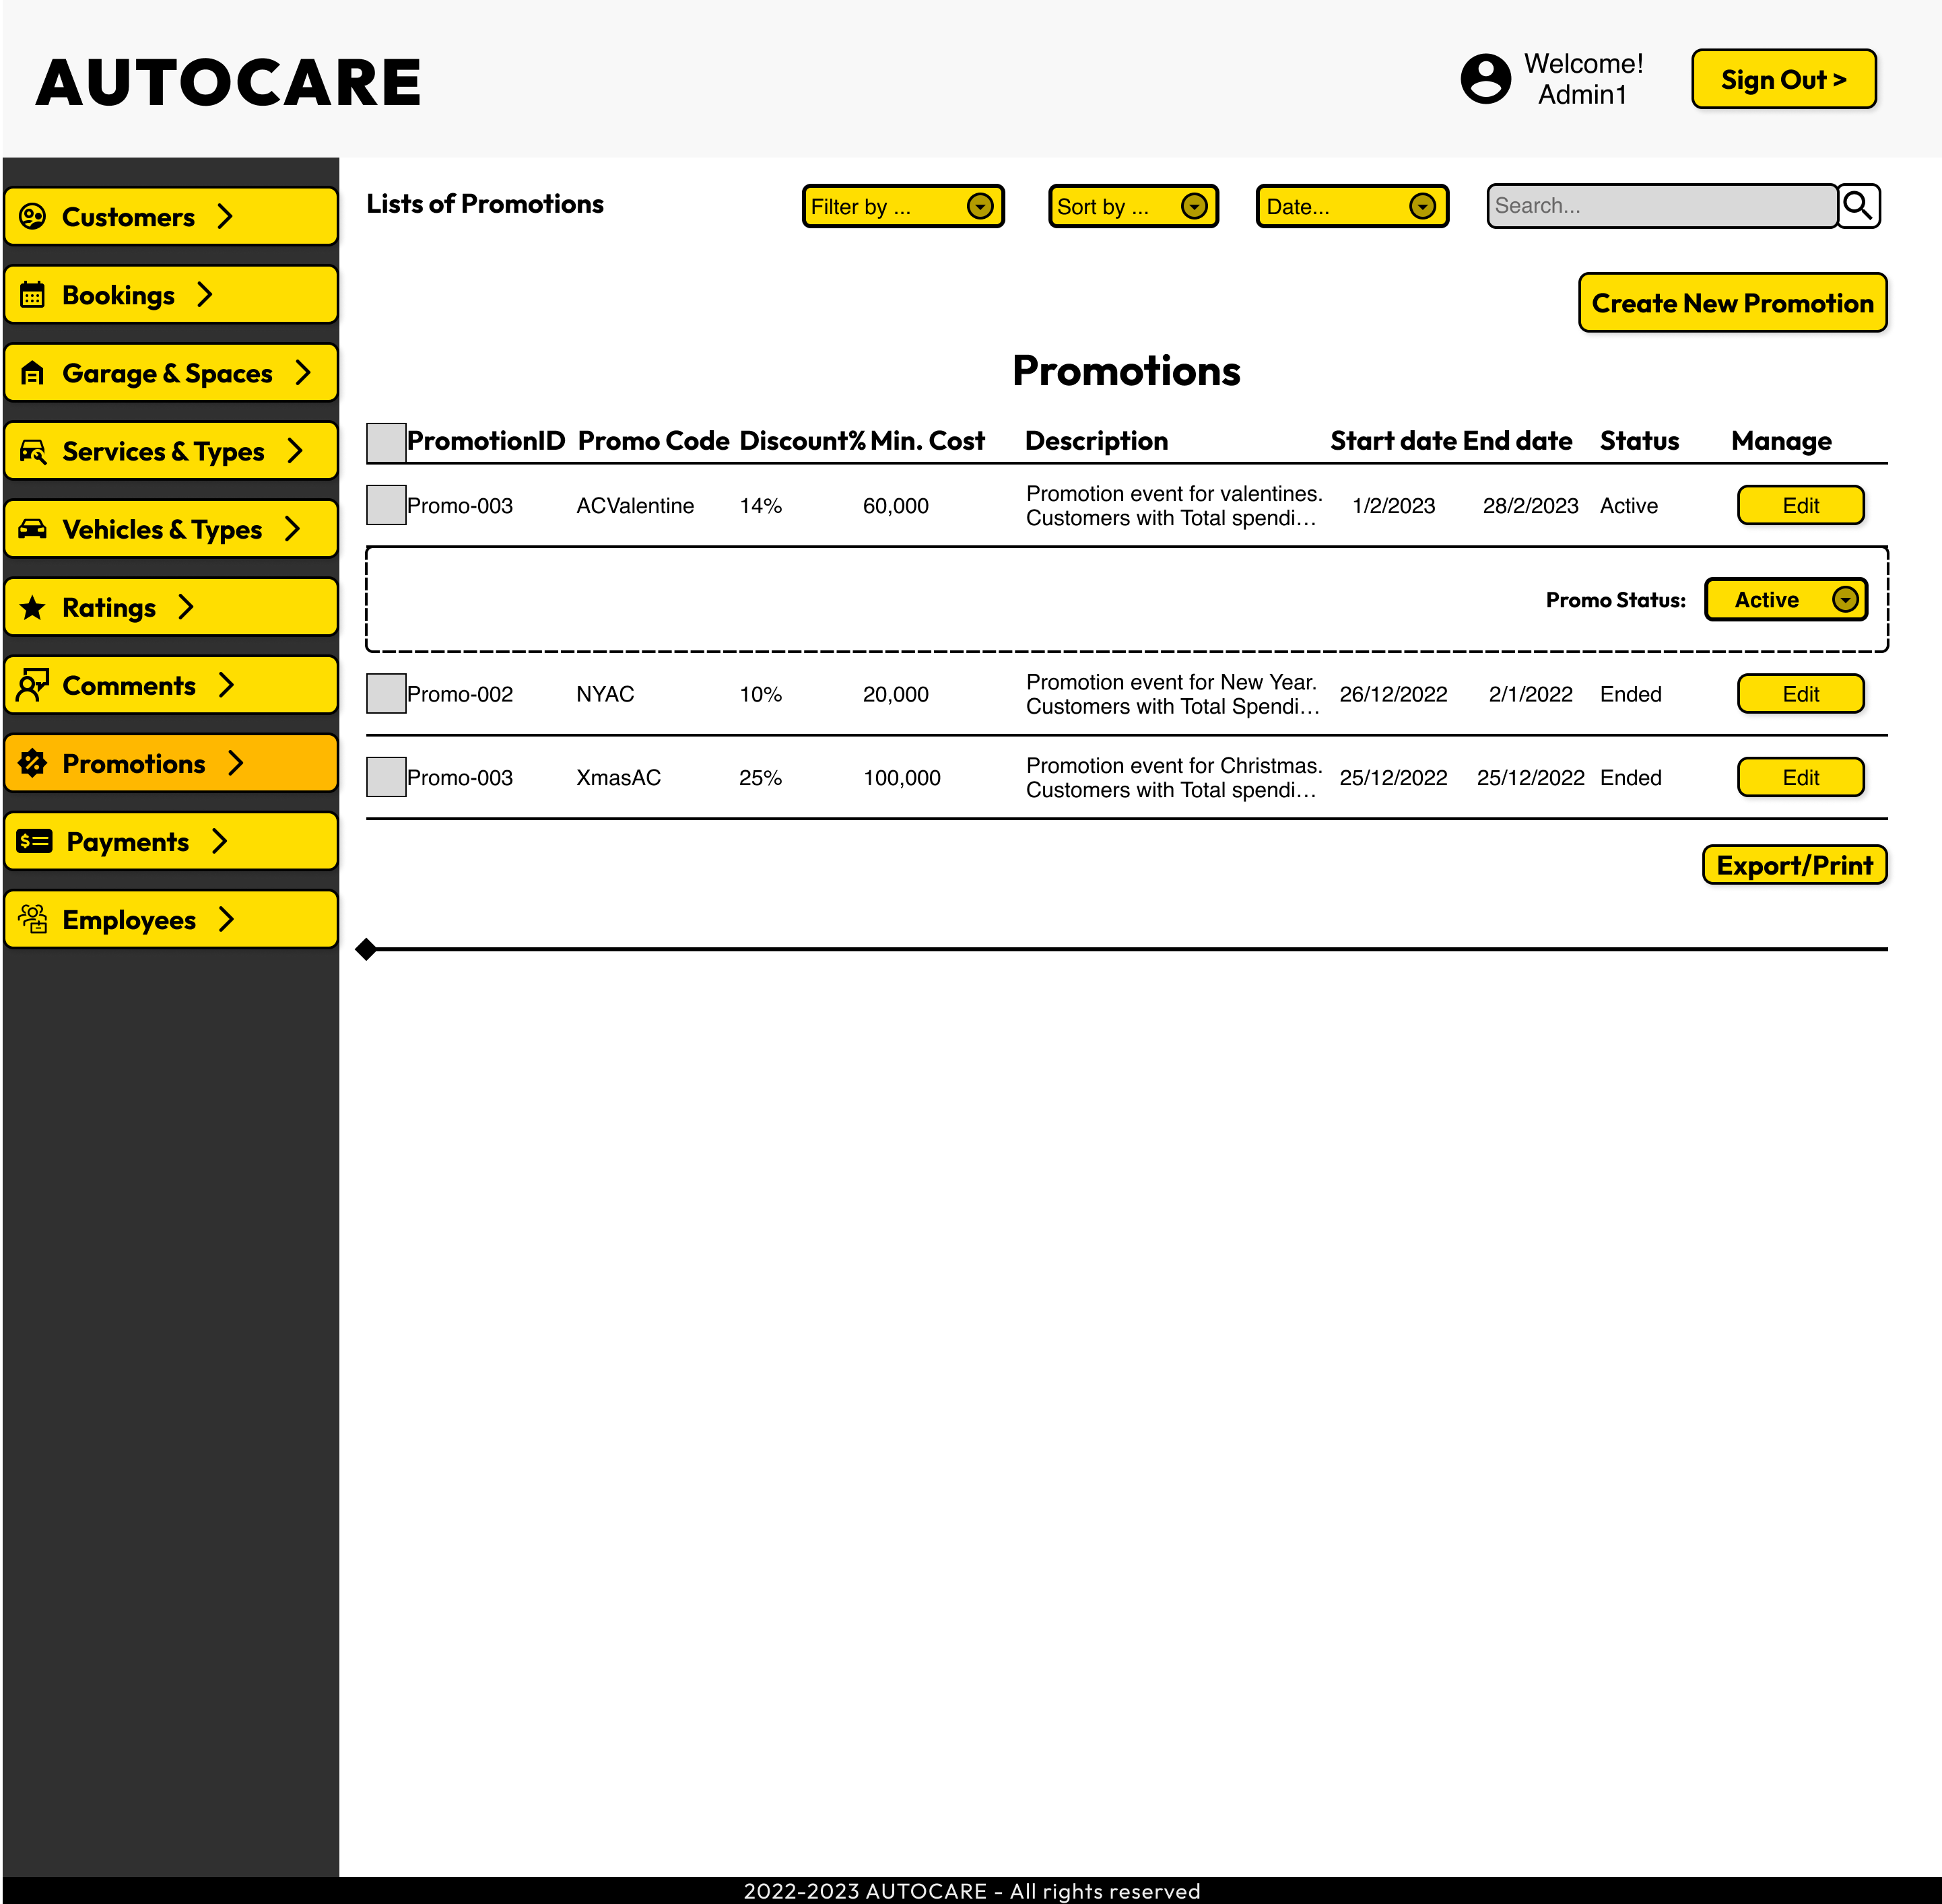 AUTOCARE
Welcome!
Admin1
Sign Out >
Customers
Bookings
Garage & Spaces
Services & Types
Vehicles & Types
Ratings
Comments
Promotions
Payments
Employees
Lists of Promotions
Filter by ...
Sort by ...
Date...
Search...
Create New Promotion
Promotions
PromotionID Promo Code Discount% Min. Cost Description Start date End date Status Manage
Promo-003 ACValentine 14% 60,000 Promotion event for valentines. 1/2/2023 28/2/2023 Active Edit
Customers with Total spendi...
Promo Status: Active
Promo-002 NYAC 10% 20,000 Promotion event for New Year. 26/12/2022 2/1/2022 Ended Edit
Customers with Total Spendi...
Promo-003 XmasAC 25% 100,000 Promotion event for Christmas. 25/12/2022 25/12/2022 Ended Edit
Customers with Total spendi...
Export/Print
2022-2023 AUTOCARE - All rights reserved